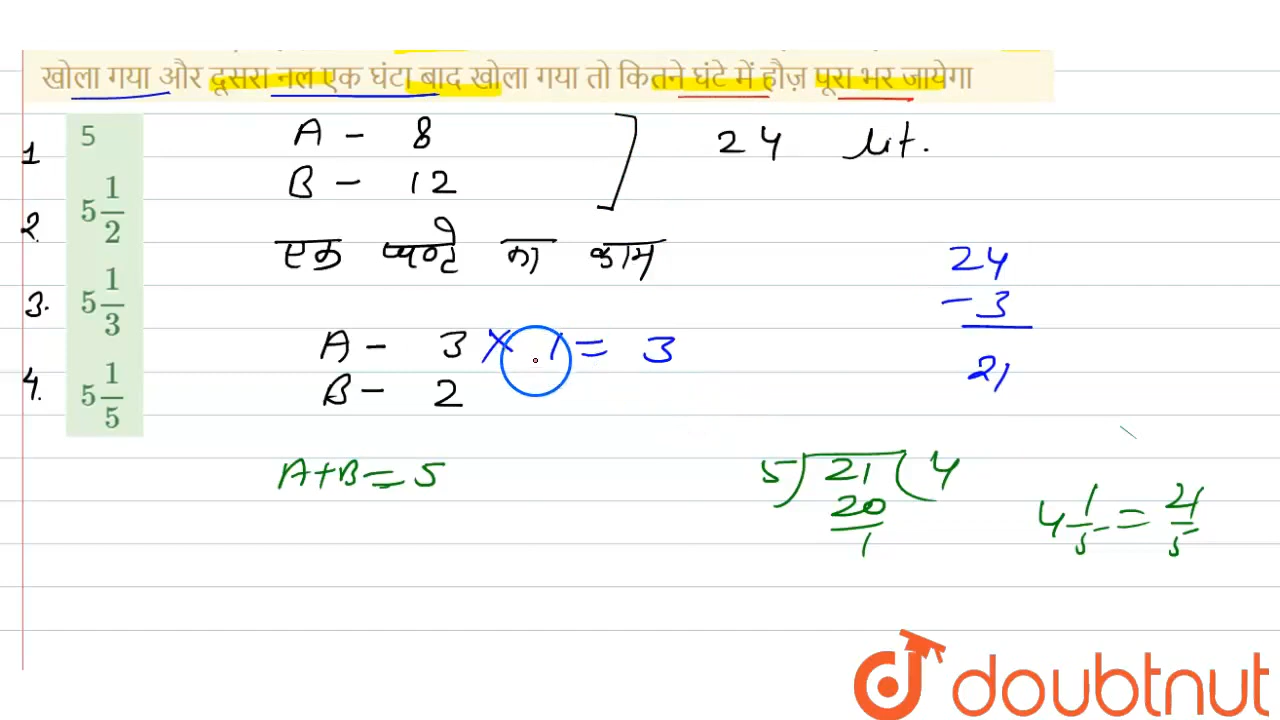 खोला गया और दूसरा नल एक घंटा बाद खोला गया तो कितने घंटे में हौज़ पूरा भर जायेगा
1 5
2. 5 1/2
3. 5 1/3
4. 5 1/5
A - 8
B - 12
] 24 lit.
एक घण्टे का काम
A - 3 × 1 = 3
B - 2
24
- 3
21
A+B = 5
5) 21 (4
20
1
4 1/5 = 21/5
doubtnut